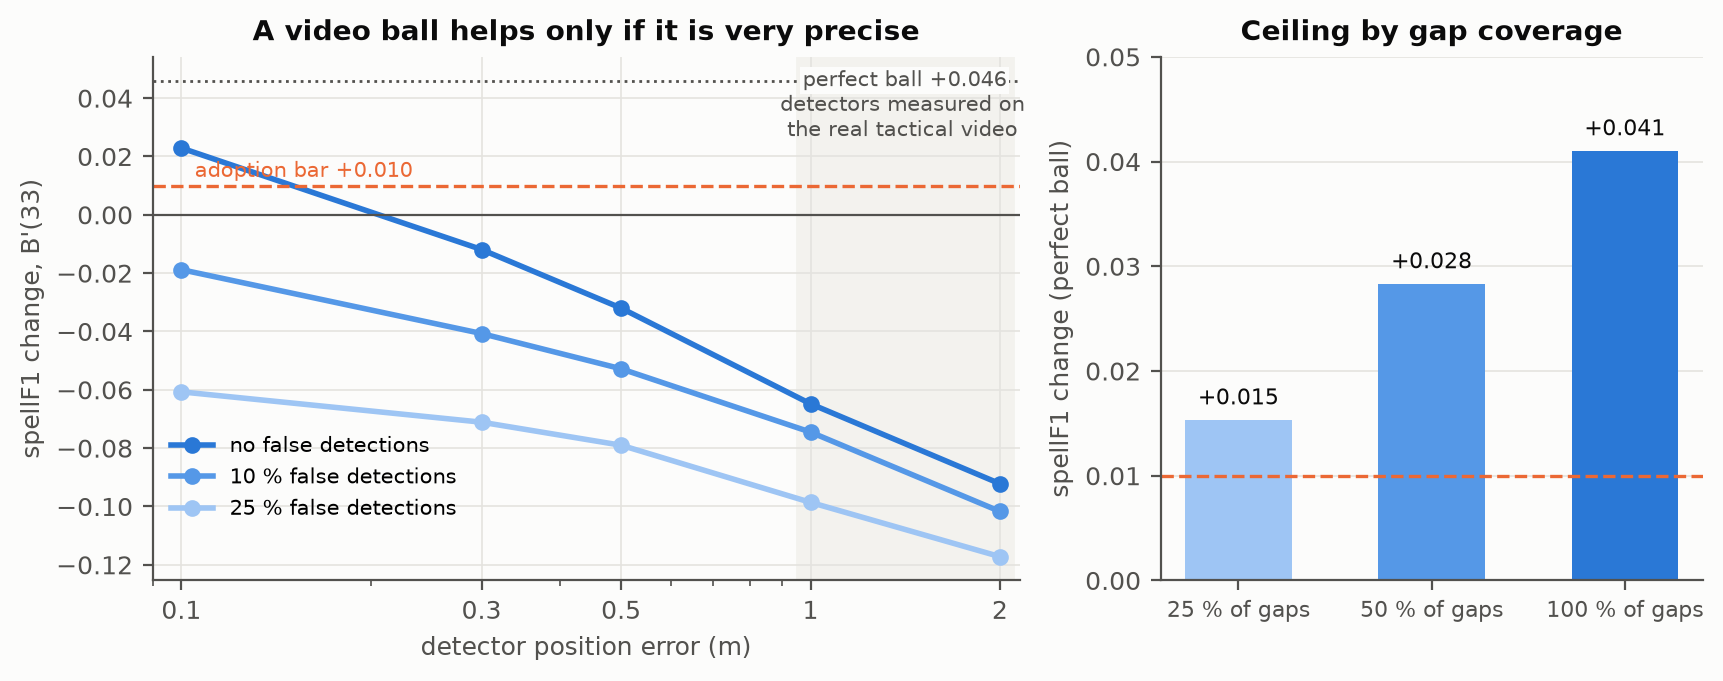 A video ball helps only if it is very precise
spellF1 change, B'(33)
0.04
0.02
0.00
−0.02
−0.04
−0.06
−0.08
−0.10
−0.12
perfect ball +0.046
detectors measured on
the real tactical video
adoption bar +0.010
no false detections
10 % false detections
25 % false detections
0.1
0.3
0.5
1
2
detector position error (m)
Ceiling by gap coverage
spellF1 change (perfect ball)
0.05
0.04
0.03
0.02
0.01
0.00
+0.015
+0.028
+0.041
25 % of gaps
50 % of gaps
100 % of gaps